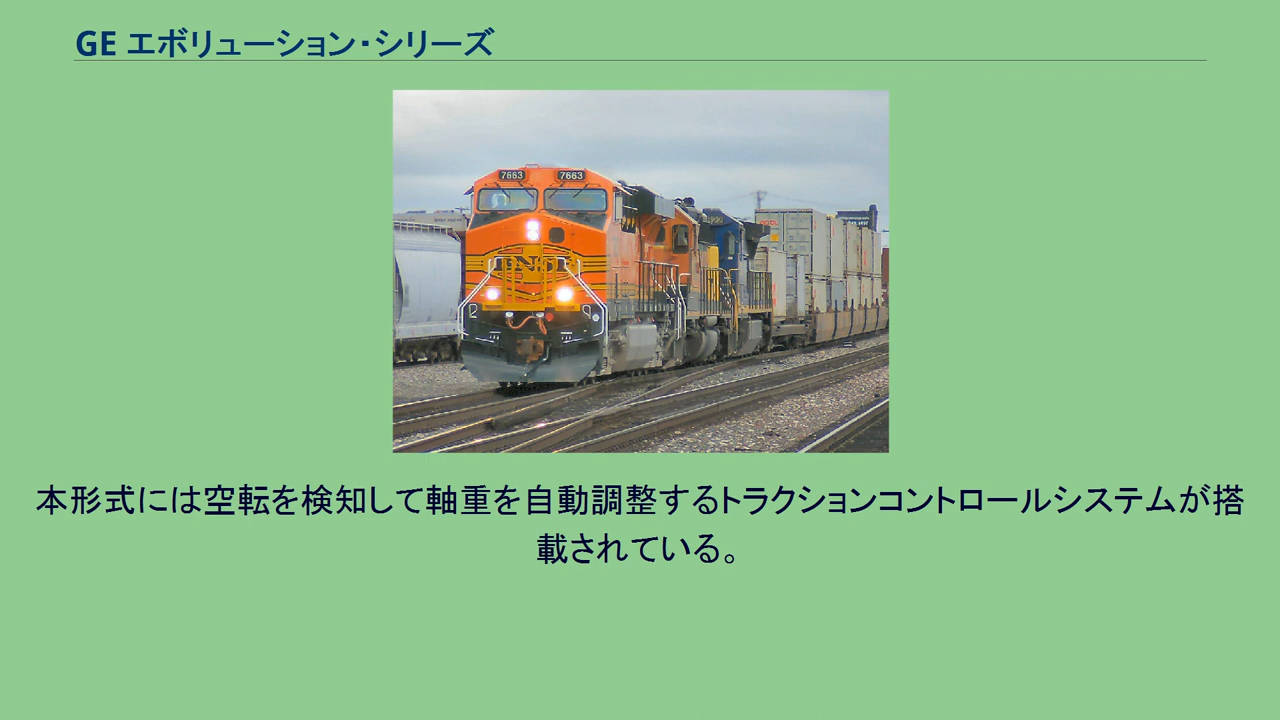 GE エボリューション・シリーズ
7663 7663
BNSF
本形式には空転を検知して軸重を自動調整するトラクションコントロールシステムが搭
載されている。